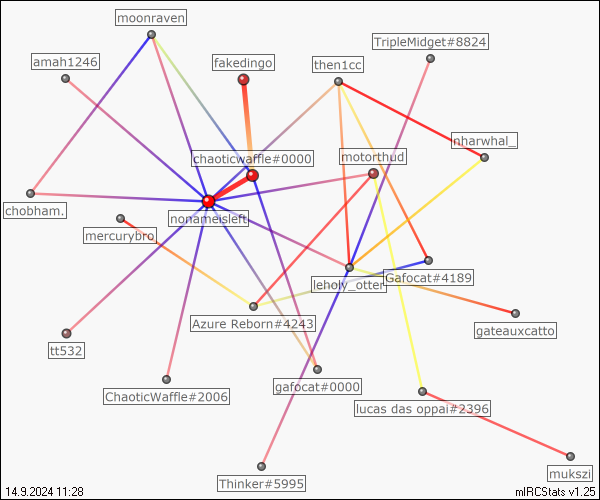 moonraven
TripleMidget#8824
amah1246
fakedingo
then1cc
nharwhal_
chaoticwaffle#0000
motorthud
chobham.
nonameisleft
mercurybro
leholy_otter
Gafocat#4189
Azure Reborn#4243
gateauxcatto
tt532
gafocat#0000
ChaoticWaffle#2006
lucas das oppai#2396
Thinker#5995
mukszi
14.9.2024 11:28
mIRCStats v1.25